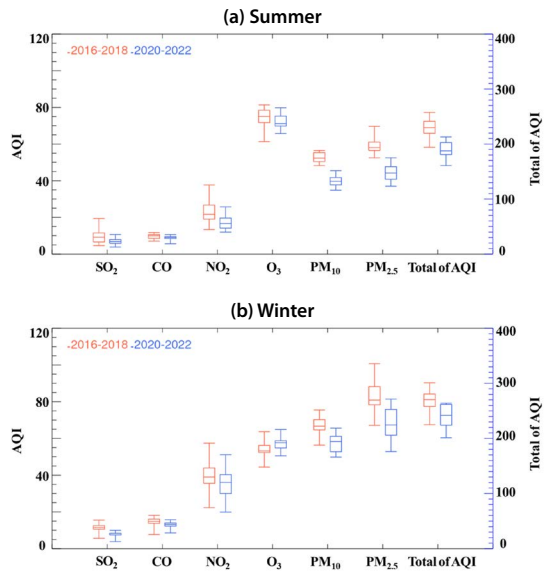 (a) Summer
120
400
2016-2018 2020-2022
80
300
AQI
Total of AQI
200
40
100
0
0
SO₂ CO NO₂ O₃ PM₁₀ PM₂.₅ Total of AQI
(b) Winter
120
400
2016-2018 2020-2022
80
300
AQI
Total of AQI
200
40
100
0
0
SO₂ CO NO₂ O₃ PM₁₀ PM₂.₅ Total of AQI